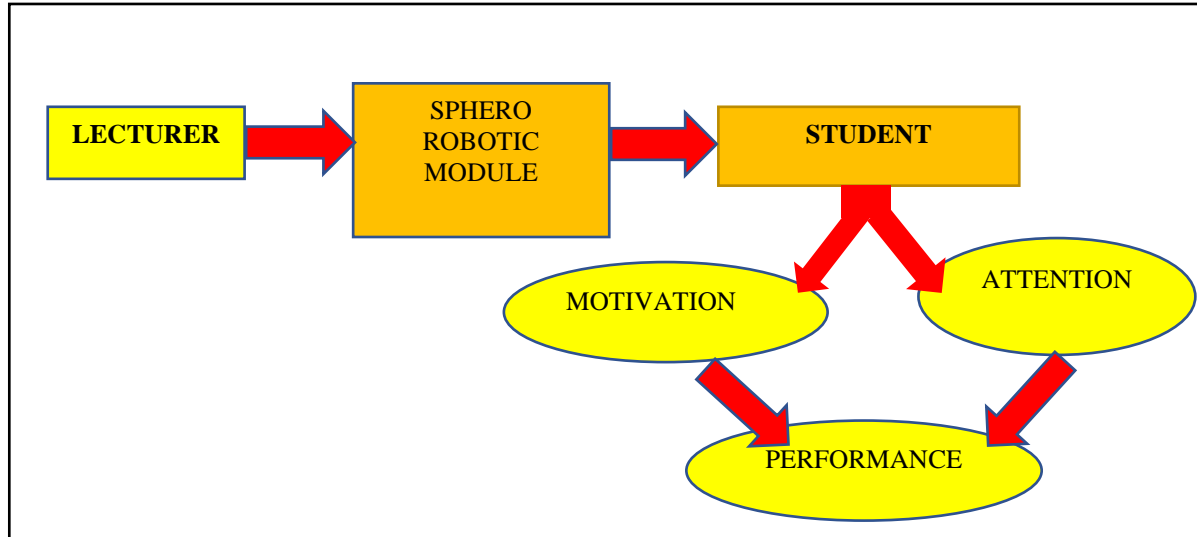 LECTURER
SPHERO
ROBOTIC
MODULE
STUDENT
MOTIVATION
ATTENTION
PERFORMANCE